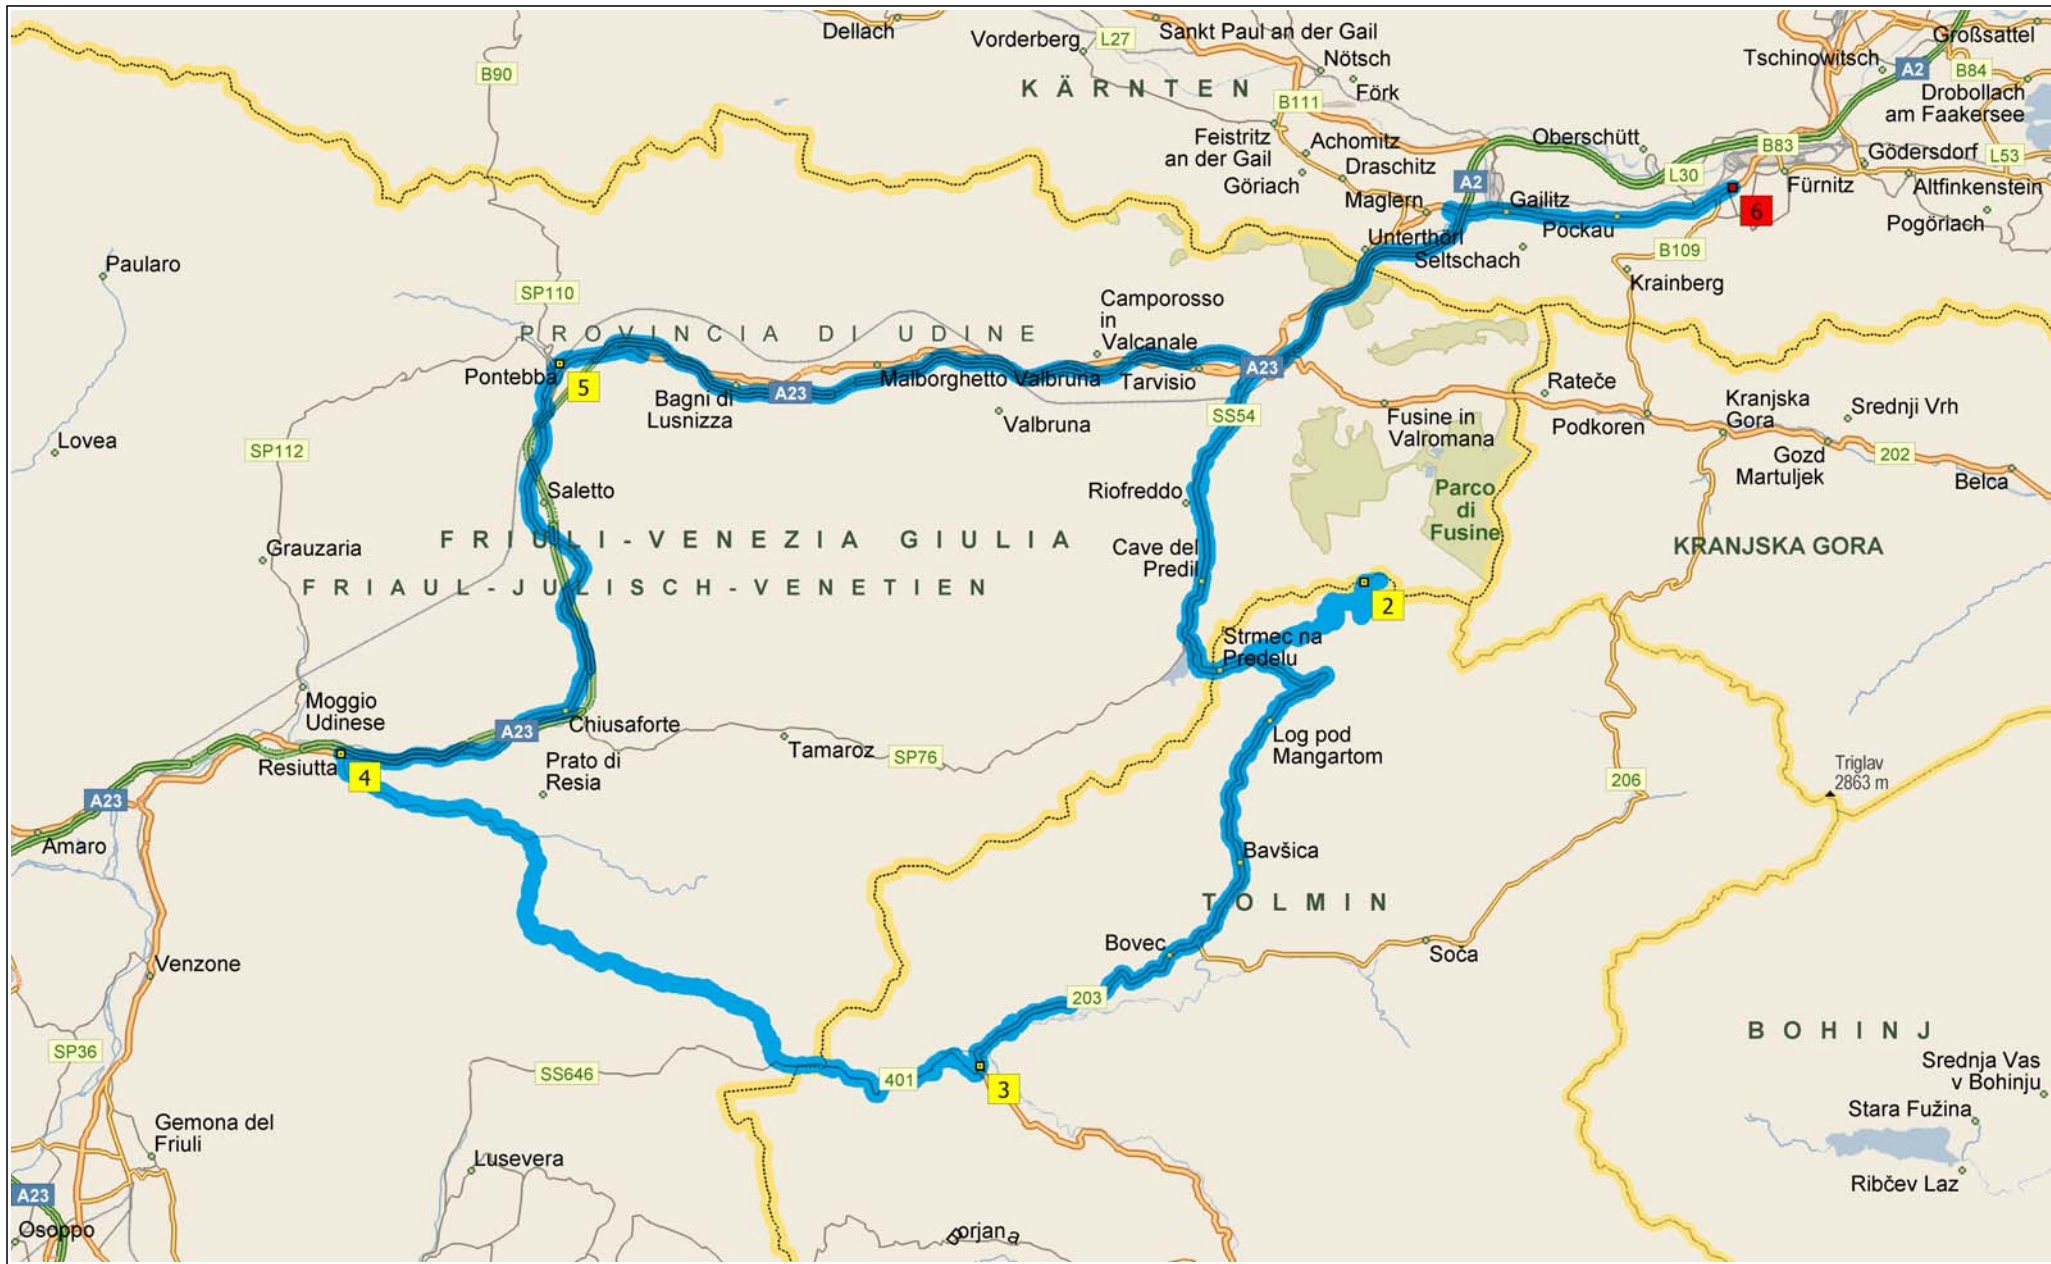 Dellach
Vorderberg
L27
Sankt Paul an der Gail
Großsattel
Nötsch
Tschinowitsch
A2
B84
B90
KÄRNTEN
Förk
B111
Drobollach
am Faakersee
Feistritz
an der Gail
Achomitz
Oberschütt
B83
Gödersdorf
L53
Draschitz
Göriach
A2
L30
Fürnitz
Altfinkenstein
Maglern
Gailitz
6
Pöckau
Pogöriach
Unterthörl
Seltschach
B109
Krainberg
Paularo
SP110
Camporosso
in
Valcanale
PROVINCIA DI UDINE
Pontebba
5
Bagni di
Lusnizza
A23
Malborghetto Valbruna
Tarvisio
A23
Valbruna
SS54
Fusine in
Valromana
Rateče
Podkoren
Kranjska
Gora
Srednji Vrh
Gozd
Martuljek
202
Belca
Lovea
SP112
Saletto
Riofreddo
Parco
di
Fusine
FRIULI-VENEZIA GIULIA
FRIAUL-JULISCH-VENETIEN
Grauzaria
Cave del
Predil
KRANJSKA GORA
2
Strmec na
Predelu
Moggio
Udinese
A23
Chiusaforte
Resiutta
4
Prato di
Resia
Tamaroz
SP76
Log pod
Mangartom
206
Triglav
2863 m
A23
Amaro
Bavšica
TOLMIN
Bovec
Soča
Venzone
203
BOHINJ
SP36
SS646
401
3
Srednja Vas
v Bohinju
Stara Fužina
Gemona del
Friuli
Lusevera
Ribčev Laz
A23
Osoppo
Borjana